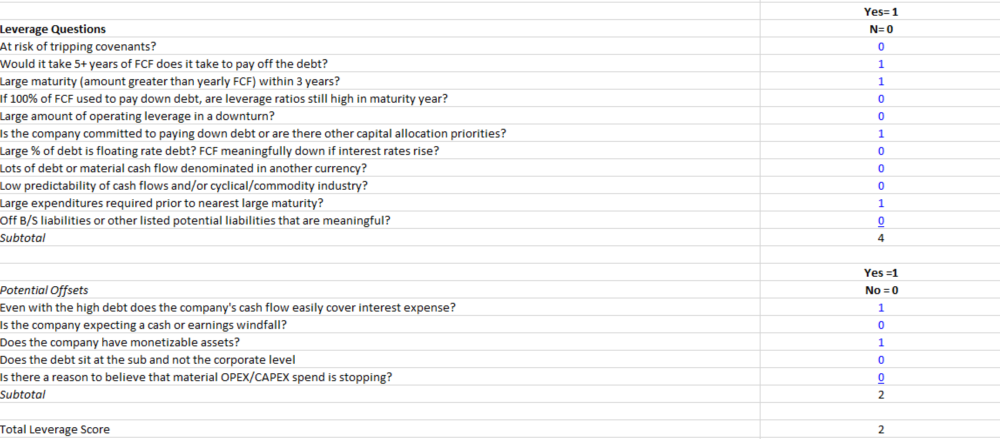 Yes= 1
Leverage Questions N= 0
At risk of tripping covenants? 0
Would it take 5+ years of FCF does it take to pay off the debt? 1
Large maturity (amount greater than yearly FCF) within 3 years? 1
If 100% of FCF used to pay down debt, are leverage ratios still high in maturity year? 0
Large amount of operating leverage in a downturn? 0
Is the company committed to paying down debt or are there other capital allocation priorities? 1
Large % of debt is floating rate debt? FCF meaningfully down if interest rates rise? 0
Lots of debt or material cash flow denominated in another currency? 0
Low predictability of cash flows and/or cyclical/commodity industry? 0
Large expenditures required prior to nearest large maturity? 1
Off B/S liabilities or other listed potential liabilities that are meaningful? 0
Subtotal 4
Yes =1
Potential Offsets No = 0
Even with the high debt does the company's cash flow easily cover interest expense? 1
Is the company expecting a cash or earnings windfall? 0
Does the company have monetizable assets? 1
Does the debt sit at the sub and not the corporate level 0
Is there a reason to believe that material OPEX/CAPEX spend is stopping? 0
Subtotal 2
Total Leverage Score 2